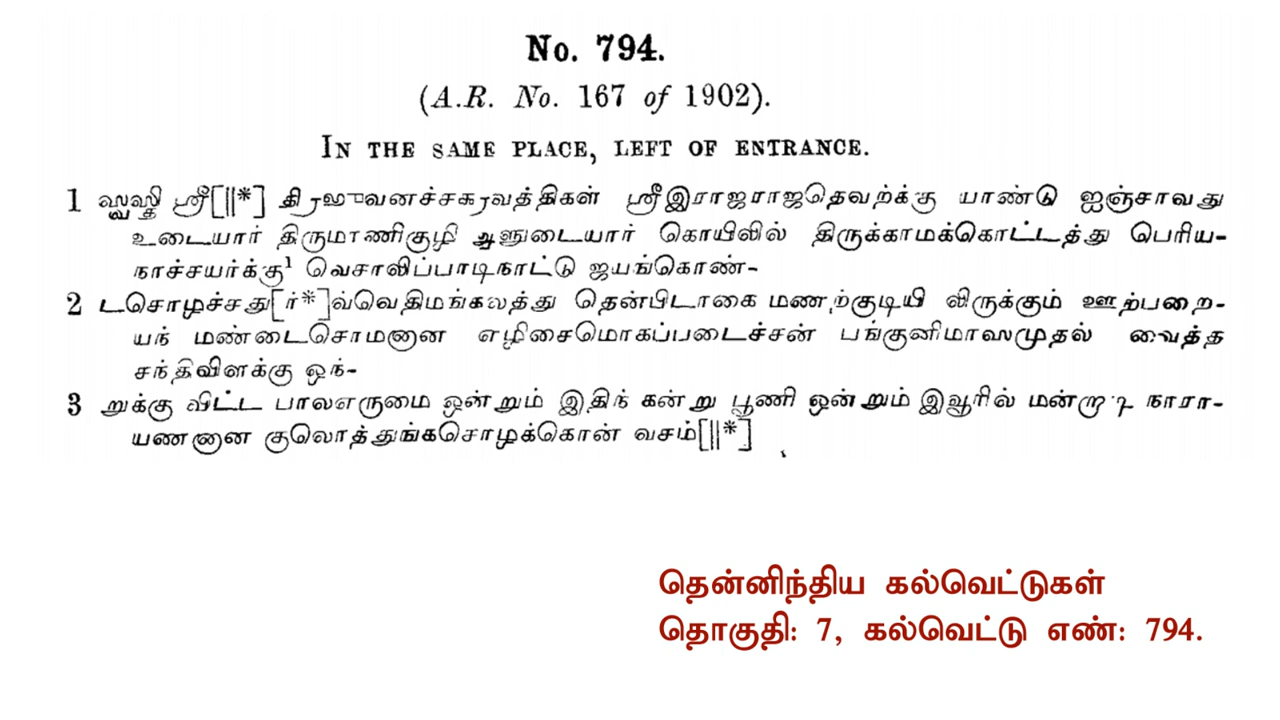 No. 794.
(A.R. No. 167 of 1902).
IN THE SAME PLACE, LEFT OF ENTRANCE.
1 ஸ்வஸ்தி ஸ்ரீ[||*] திரிபுவனச்சகரவத்திகள் ஸ்ரீஇராஜராஜதெவற்க்கு யாண்டு ஐஞ்சாவது
உடையார் திருமாணிகுழி ஆளுடையார் கொயிலில் திருக்காமக்கொட்டத்து பெரிய-
நாச்சயர்க்கு¹ வெசாலிப்பாடிநாட்டு ஜயங்கொண்-
2 டசொழச்சது[ர்*]வ்வெதிமங்கலத்து தென்பிடாகை மணற்குடியி லிருக்கும் ஊற்பறை-
யந் மண்டைசொமனான எழிசைமொகப்படைச்சன் பங்குனிமாஸமுதல் வைத்த
சந்திவிளக்கு ஒந்-
3 றுக்கு விட்ட பாலஎருமை ஒன்றும் இதிந் கன்று பூணி ஒன்றும் இவூரில் மன்றாடி நாரா-
யணனான குலொத்துங்கசொழக்கொன் வசம்[||*]
தென்னிந்திய கல்வெட்டுகள்
தொகுதி: 7, கல்வெட்டு எண்: 794.